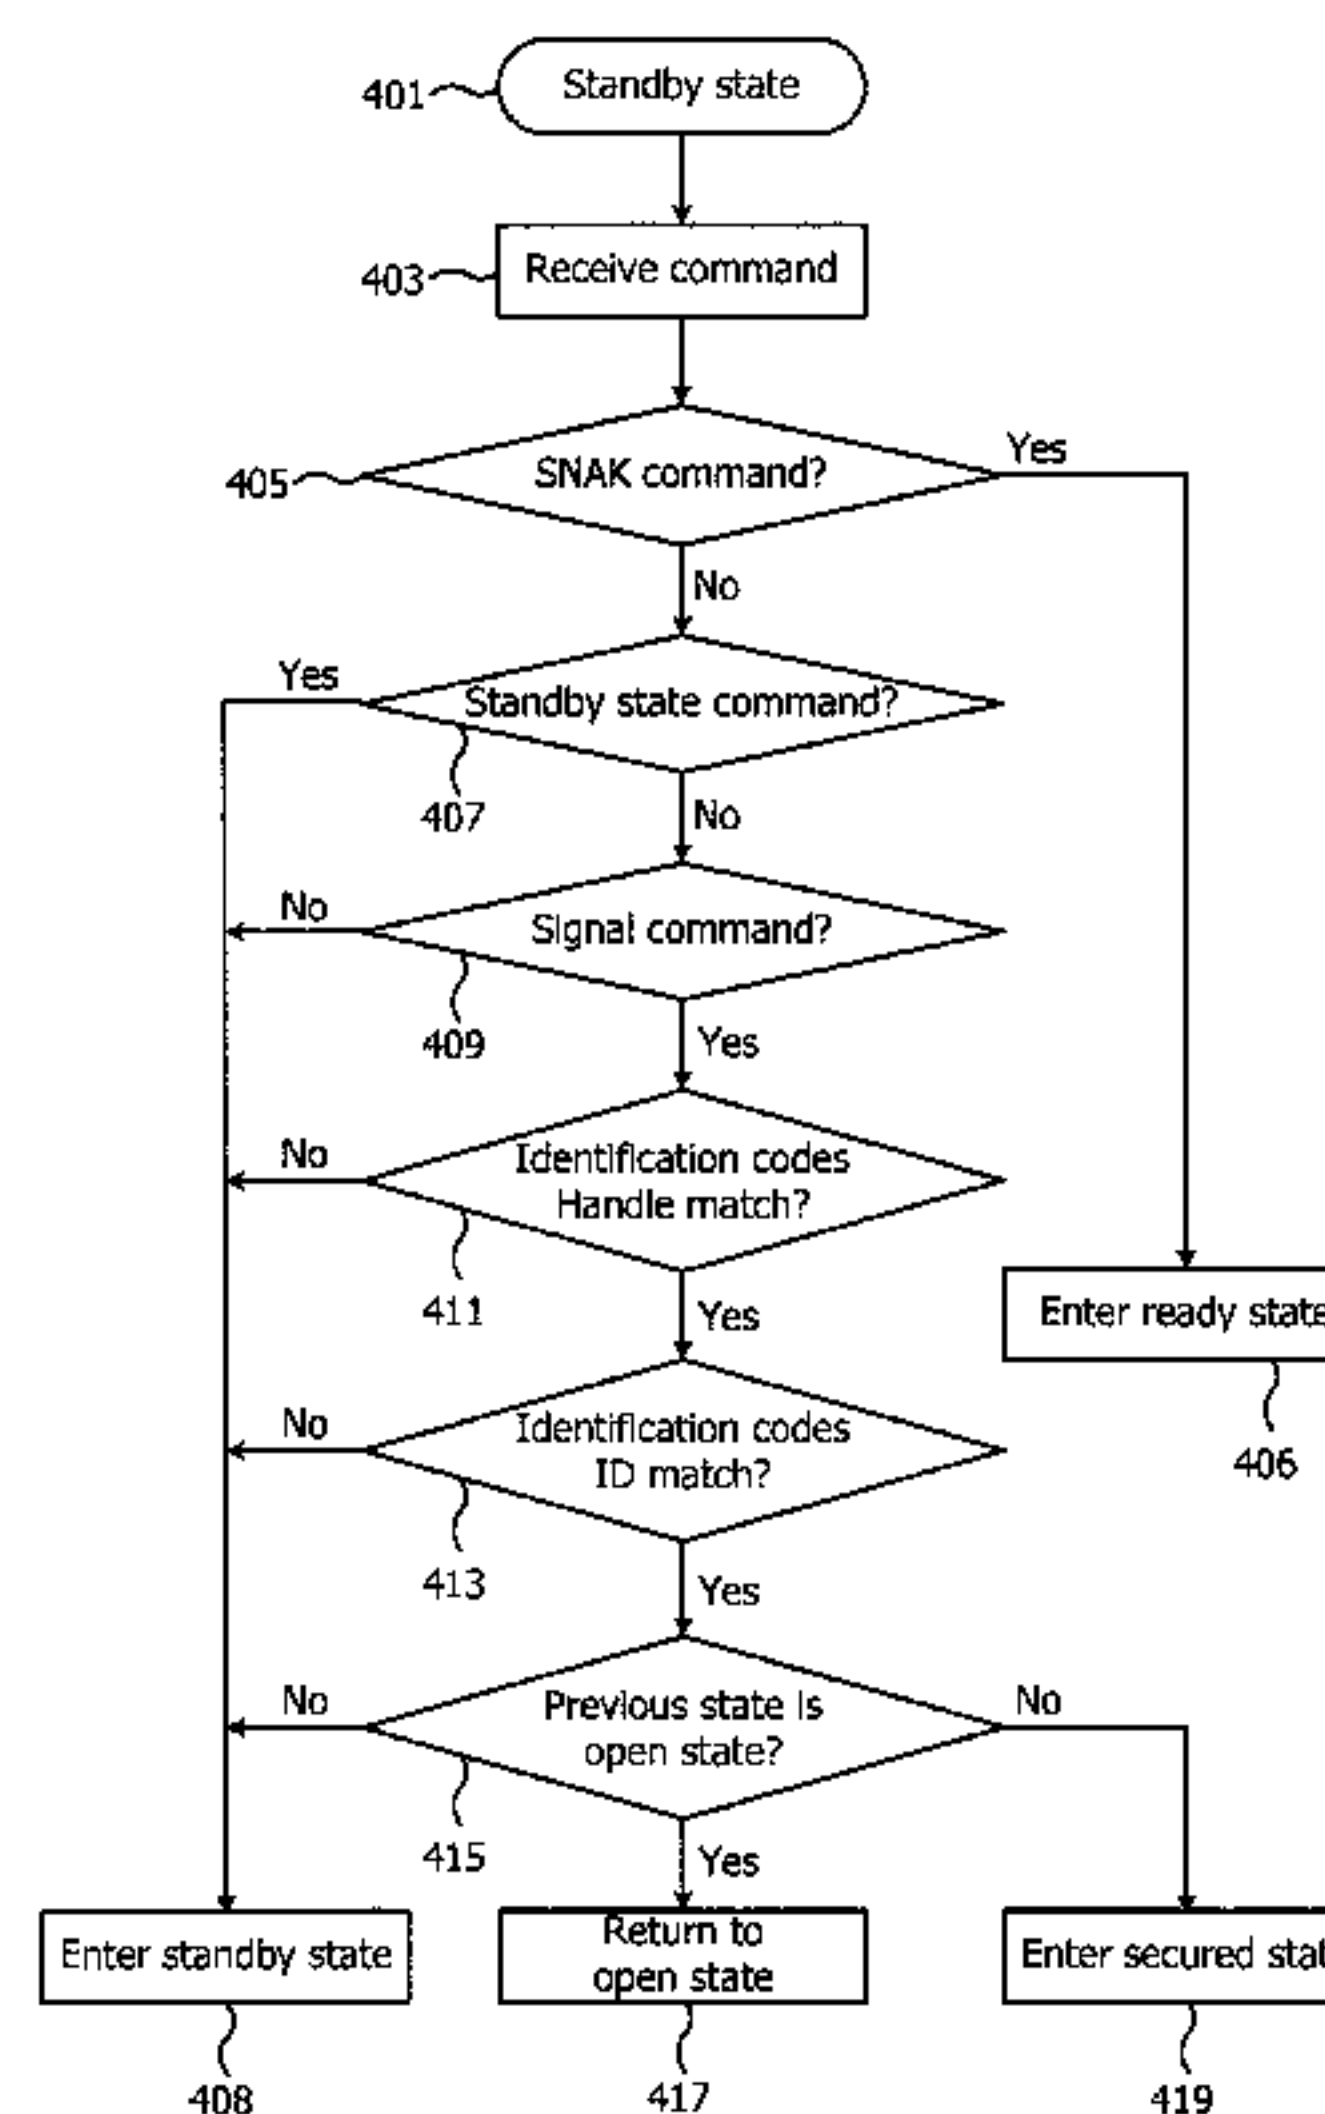 Standby state
401
Receive command
403
SNAK command?
Yes
405
No
Yes
Standby state command?
407
No
No
Signal command?
409
Yes
No
Identification codes
Handle match?
411
Yes
Enter ready state
406
No
Identification codes
ID match?
413
Yes
No
Previous state is
open state?
No
415
Yes
Enter standby state
Return to
open state
Enter secured stat
408
417
419